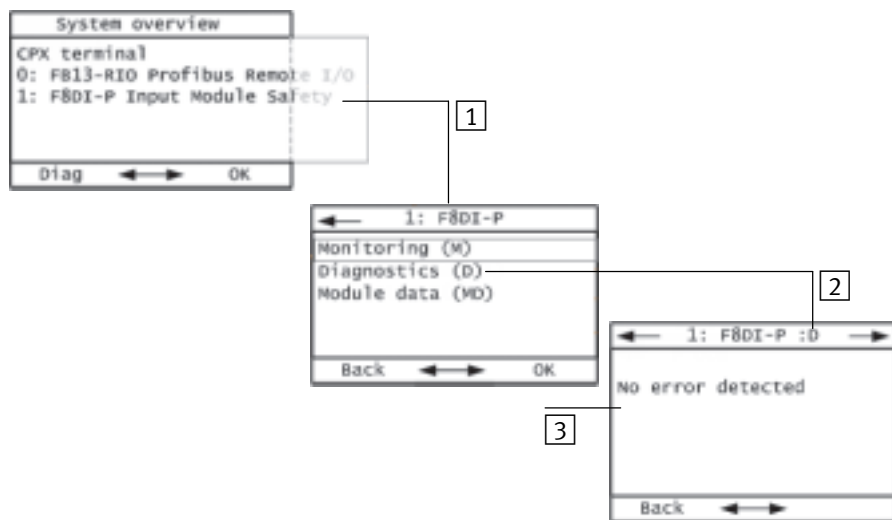 System overview
CPX terminal
0: FB13-RIO Profibus Remote I/O
1: F8DI-P Input Module Safety
Diag OK
1
1: F8DI-P
Monitoring (M)
Diagnostics (D)
Module data (MD)
Back OK
2
1: F8DI-P :D
No error detected
Back
3